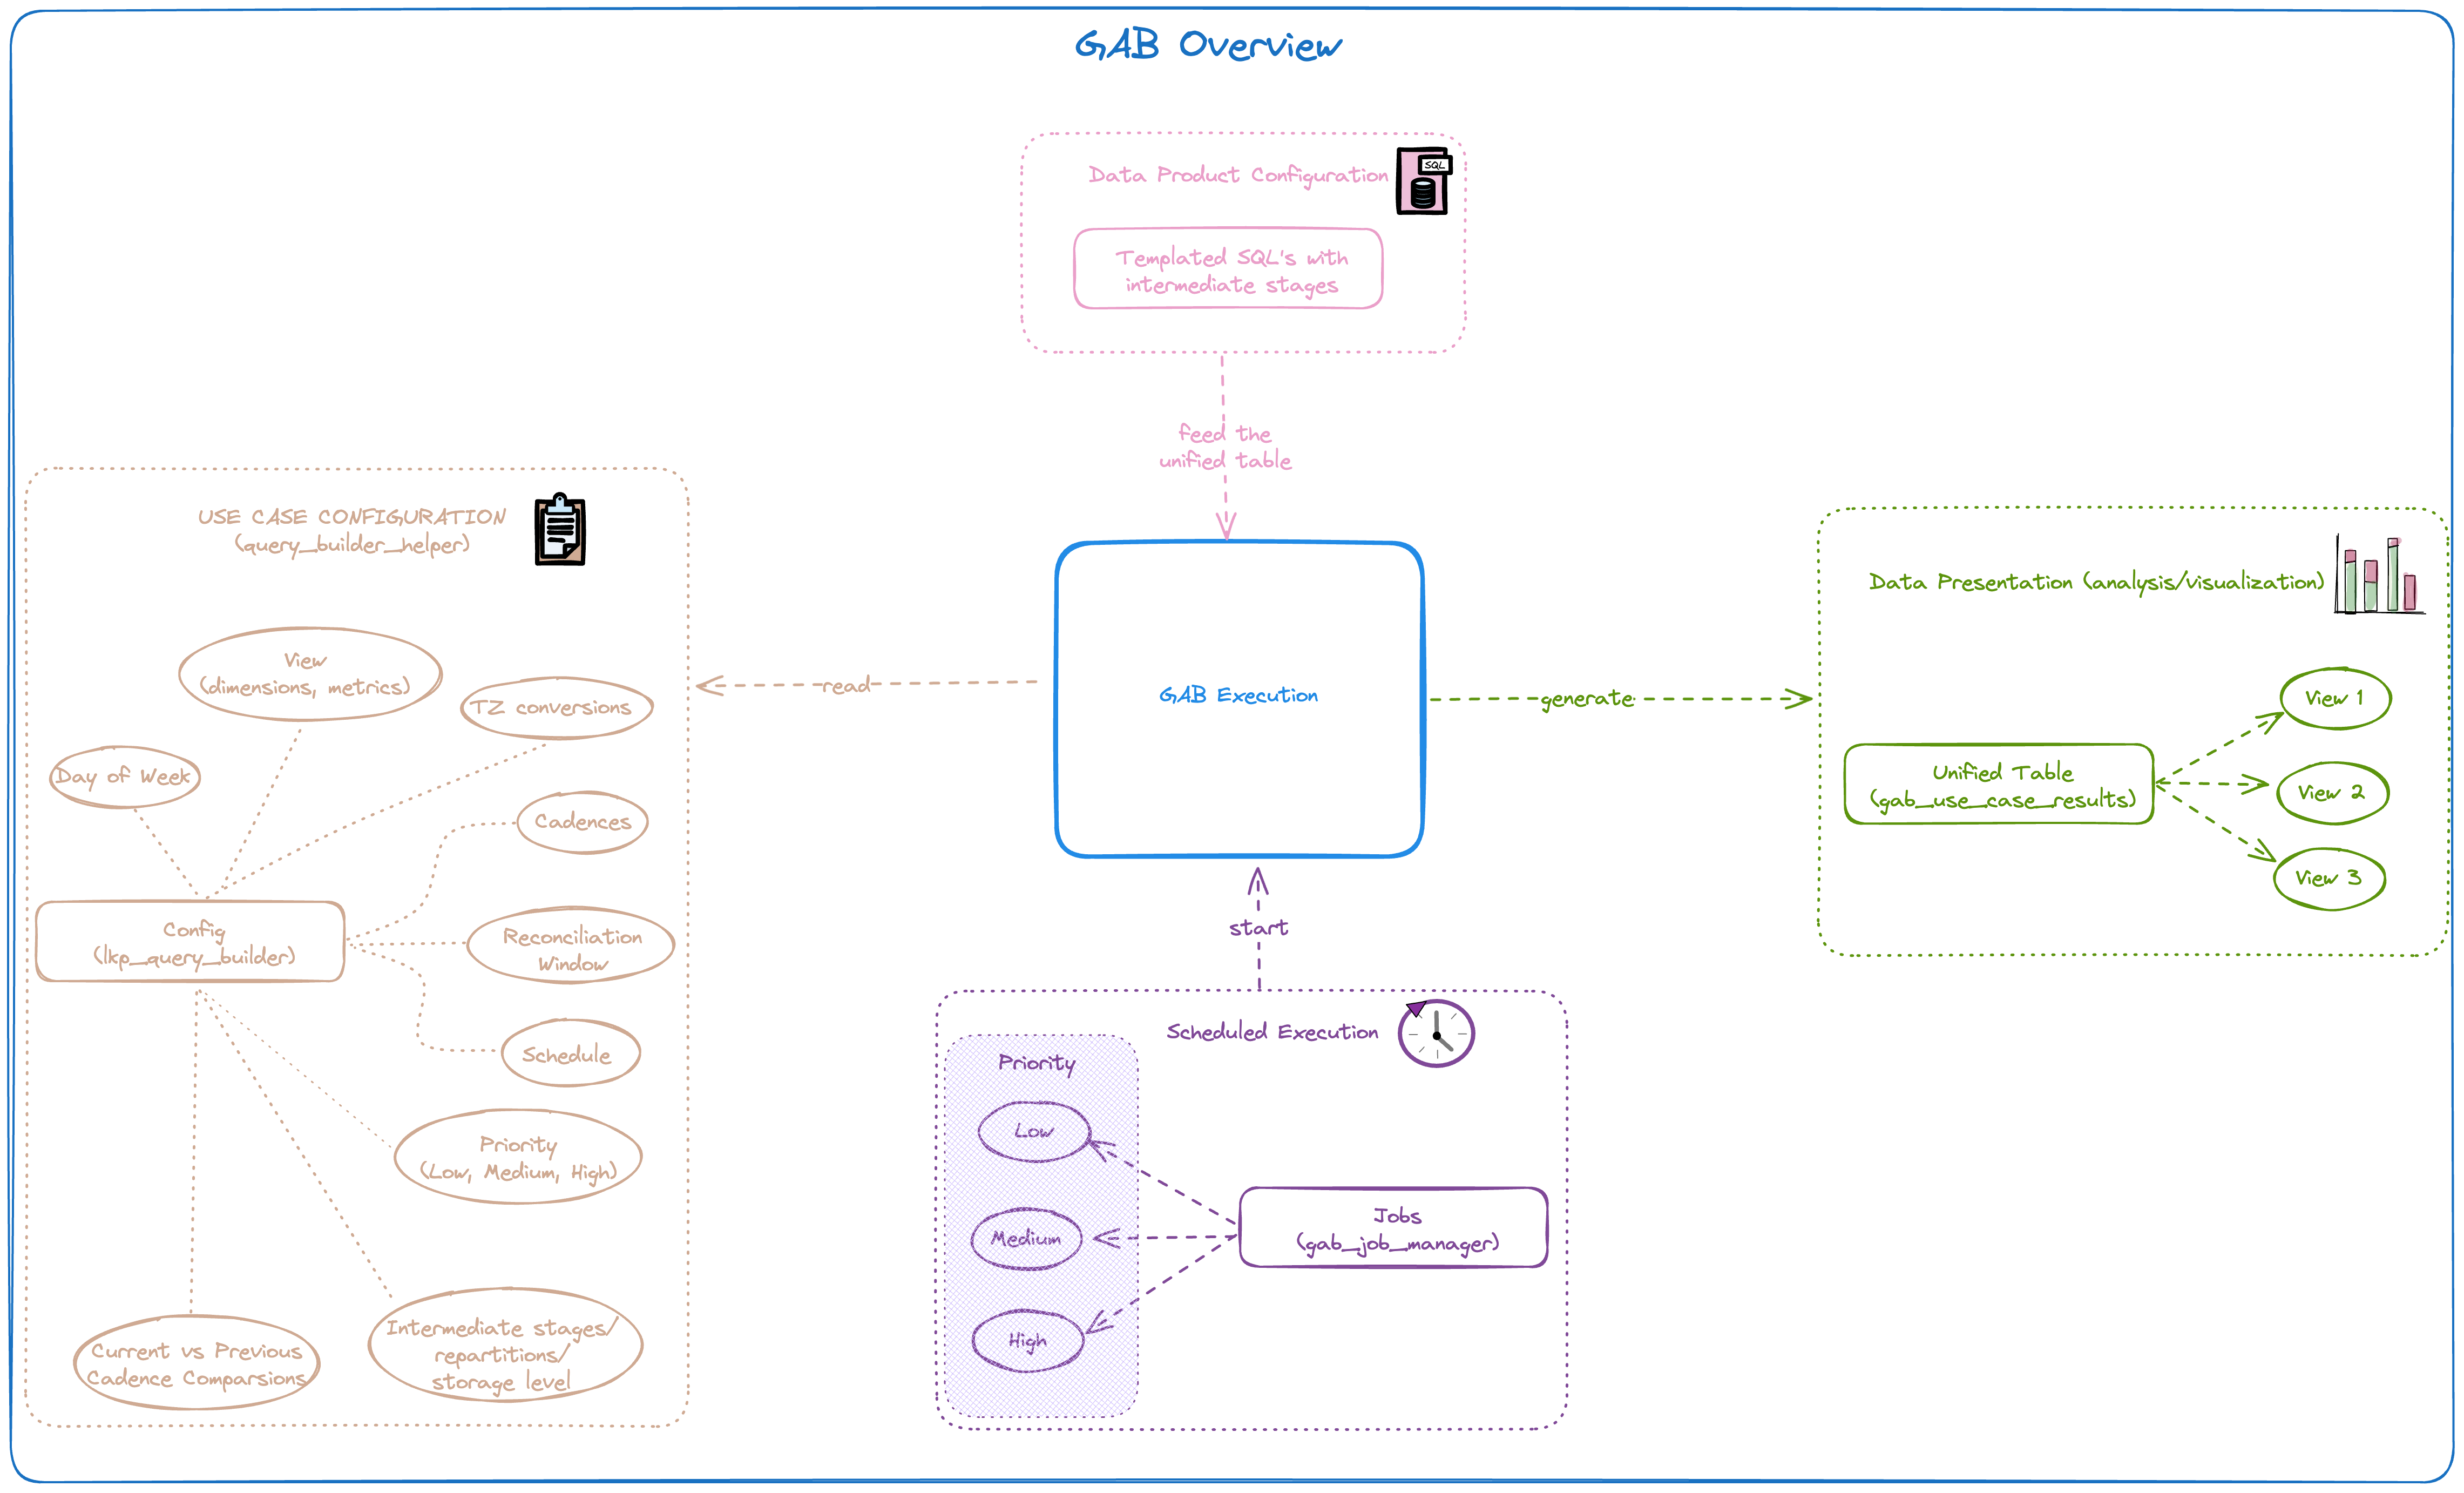 GAB Overview
Data Product Configuration
SQL
Templated SQL's with
intermediate stages
feed the
unified table
USE CASE CONFIGURATION
(query_builder_helper)
View
(dimensions, metrics)
TZ conversions
Day of Week
Cadences
Config
(lkp_query_builder)
Reconciliation
Window
Schedule
Priority
(Low, Medium, High)
Intermediate stages/
repartitions/
storage level
Current vs Previous
Cadence Comparsions
read
GAB Execution
generate
Data Presentation (analysis/visualization)
Unified Table
(gab_use_case_results)
View 1
View 2
View 3
start
Scheduled Execution
Priority
Low
Medium
High
Jobs
(gab_job_manager)